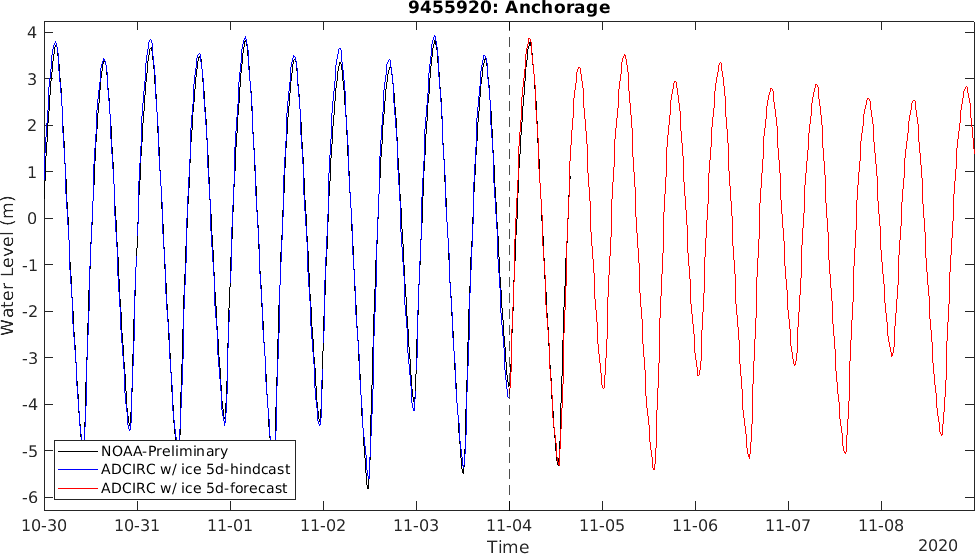 9455920: Anchorage
4
3
2
1
0
-1
-2
-3
-4
-5
-6
Water Level (m)
NOAA-Preliminary
ADCIRC w/ ice 5d-hindcast
ADCIRC w/ ice 5d-forecast
10-30 10-31 11-01 11-02 11-03 11-04 11-05 11-06 11-07 11-08
Time
2020